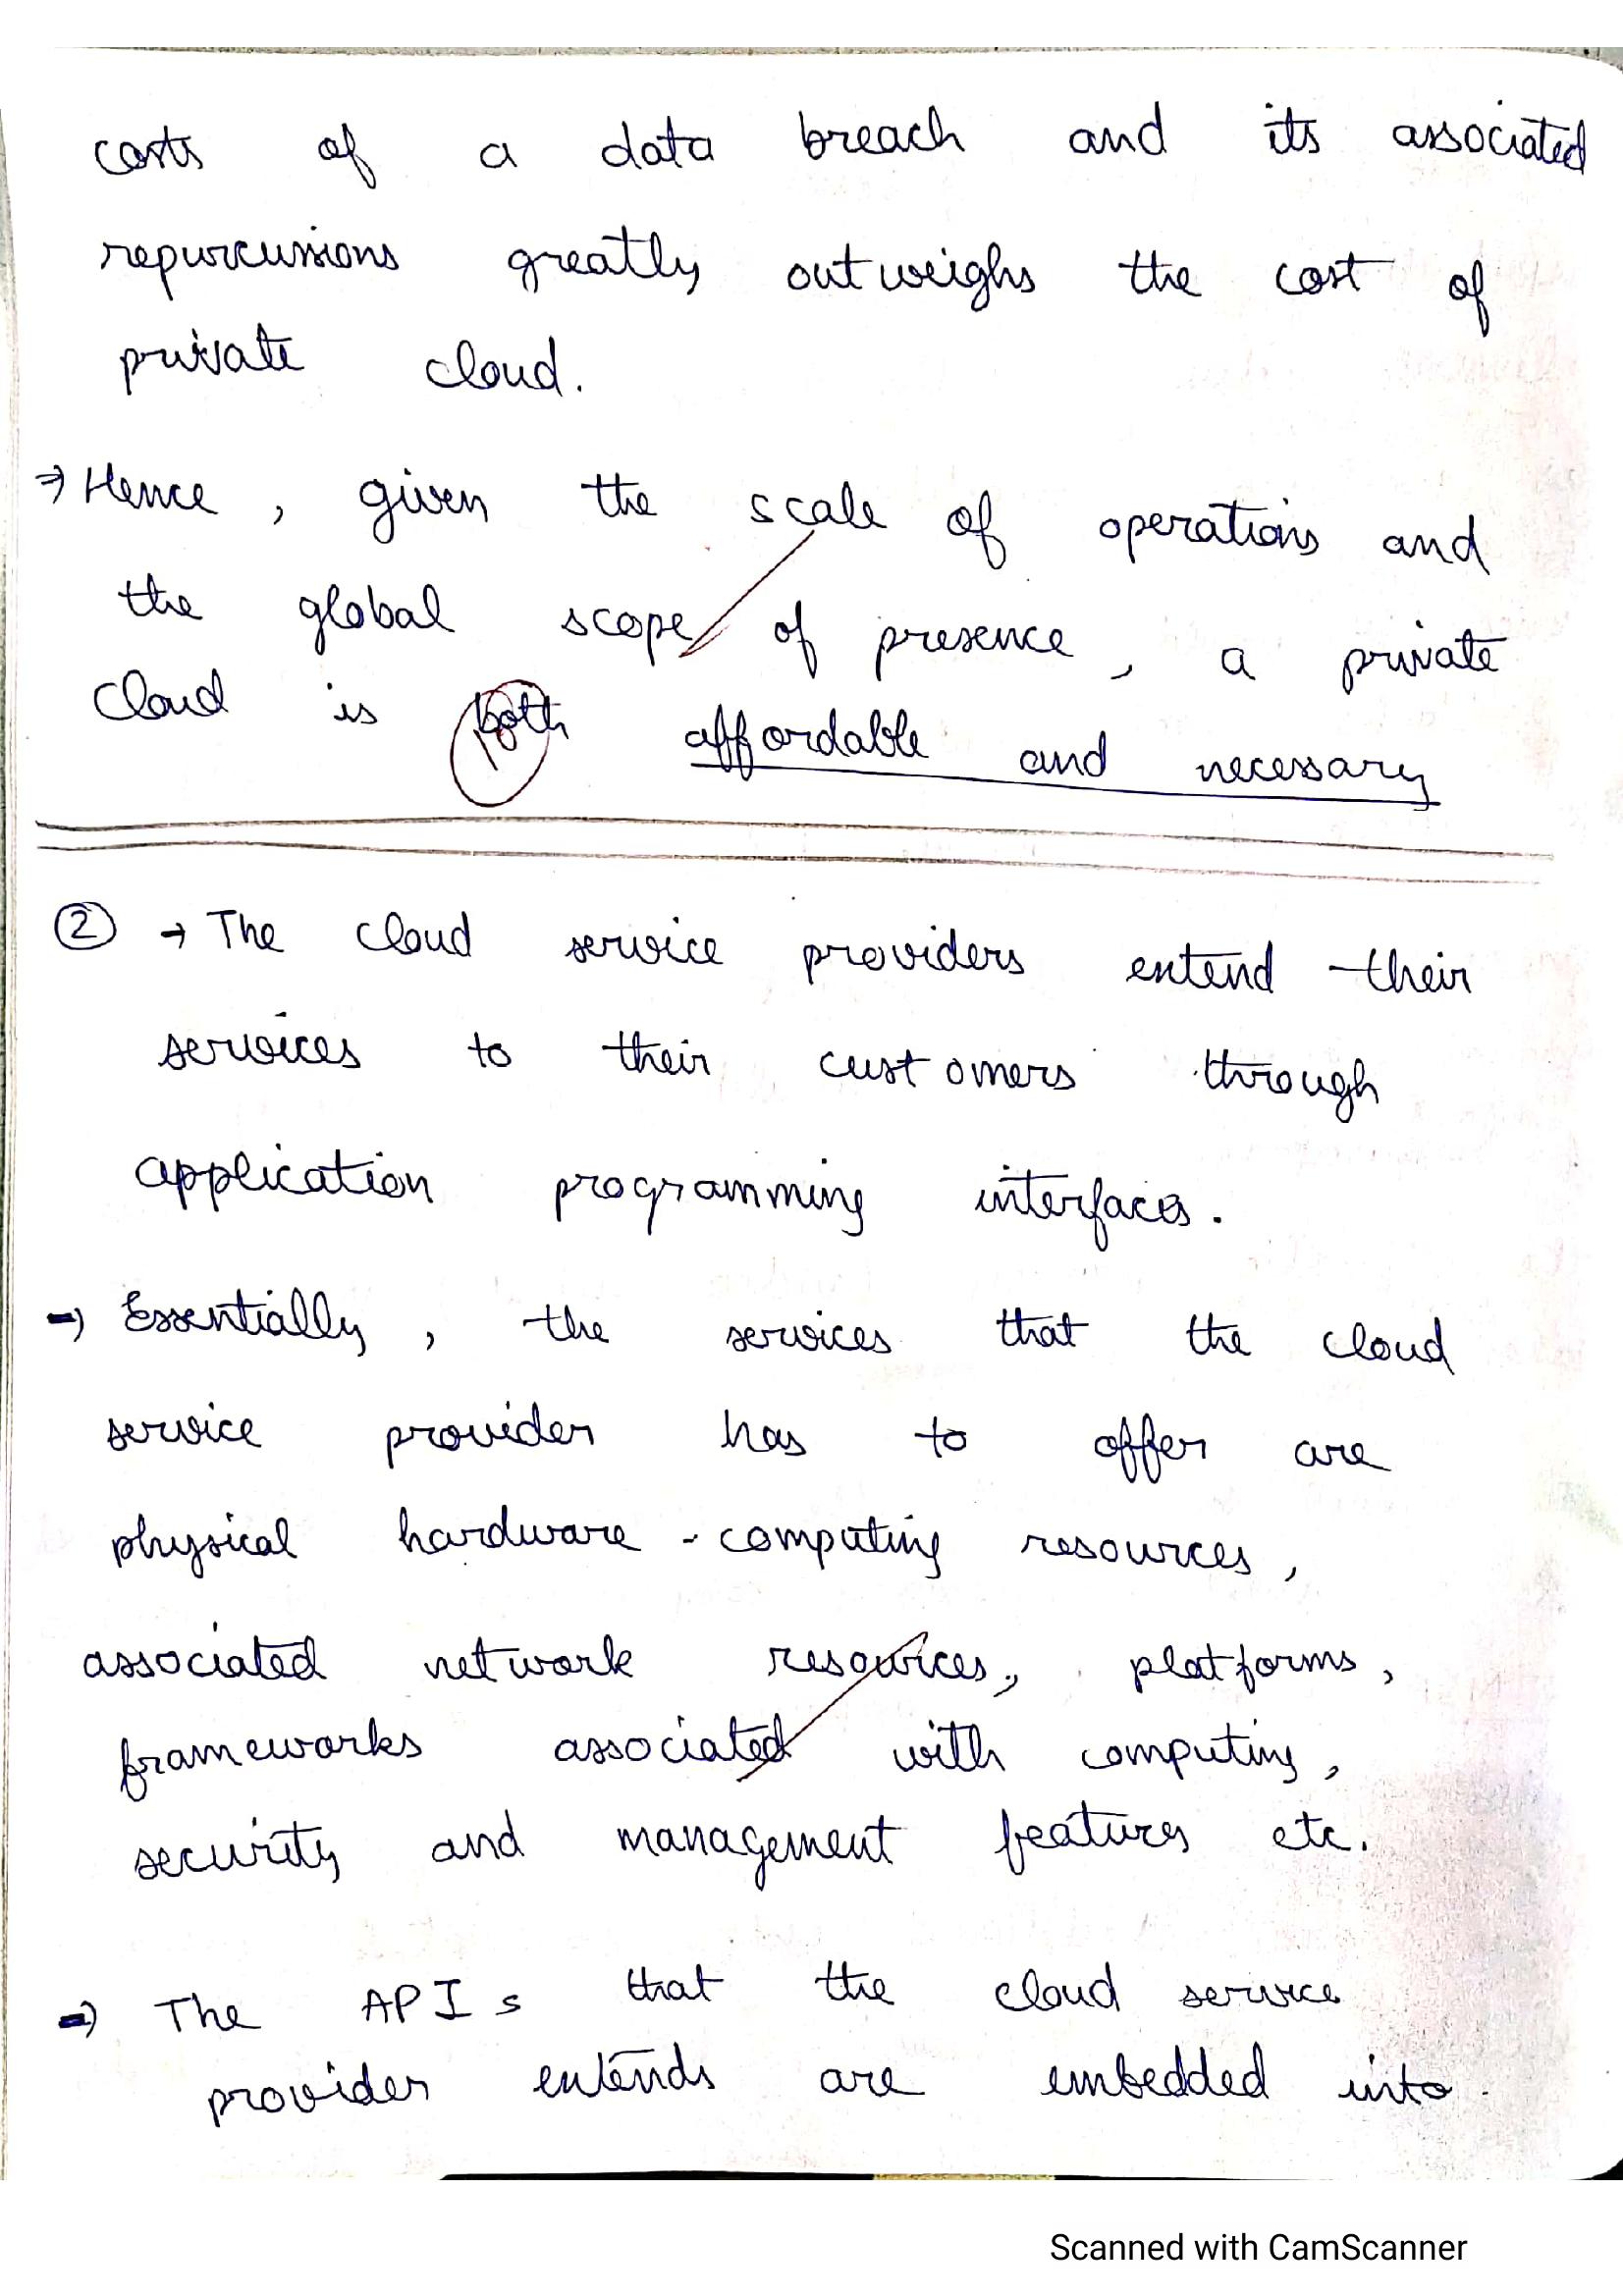 costs of a data breach and its associated
repurcussions greatly outweighs the cost of
private cloud.
⇒ Hence, given the scale of operations and
the global scope of presence, a private
cloud is both affordable and necessary
② → The cloud service providers extend their
services to their customers through
application programming interfaces.
⇒ Essentially, the services that the cloud
service provider has to offer are
physical hardware - computing resources,
associated network resources, platforms,
frameworks associated with computing,
security and management features etc.
⇒ The APIs that the cloud service
provider extends are embedded into
Scanned with CamScanner